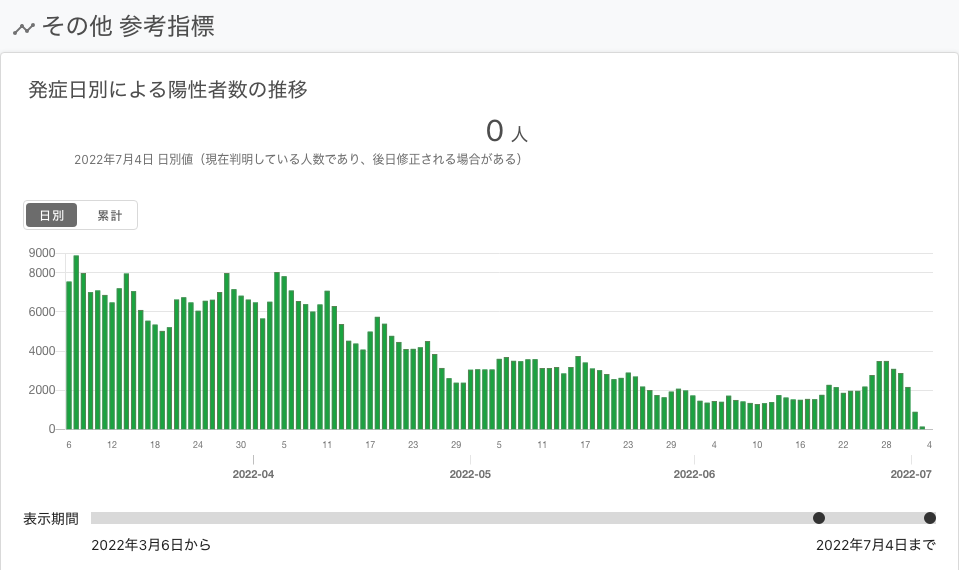 その他 参考指標
発症日別による陽性者数の推移
0 人
2022年7月4日 日別値（現在判明している人数であり、後日修正される場合がある）
日別 累計
9000
8000
6000
4000
2000
0
6 12 18 24 30 5 11 17 23 29 5 11 17 23 29 4 10 16 22 28 4
2022-04 2022-05 2022-06 2022-07
表示期間
2022年3月6日から 2022年7月4日まで